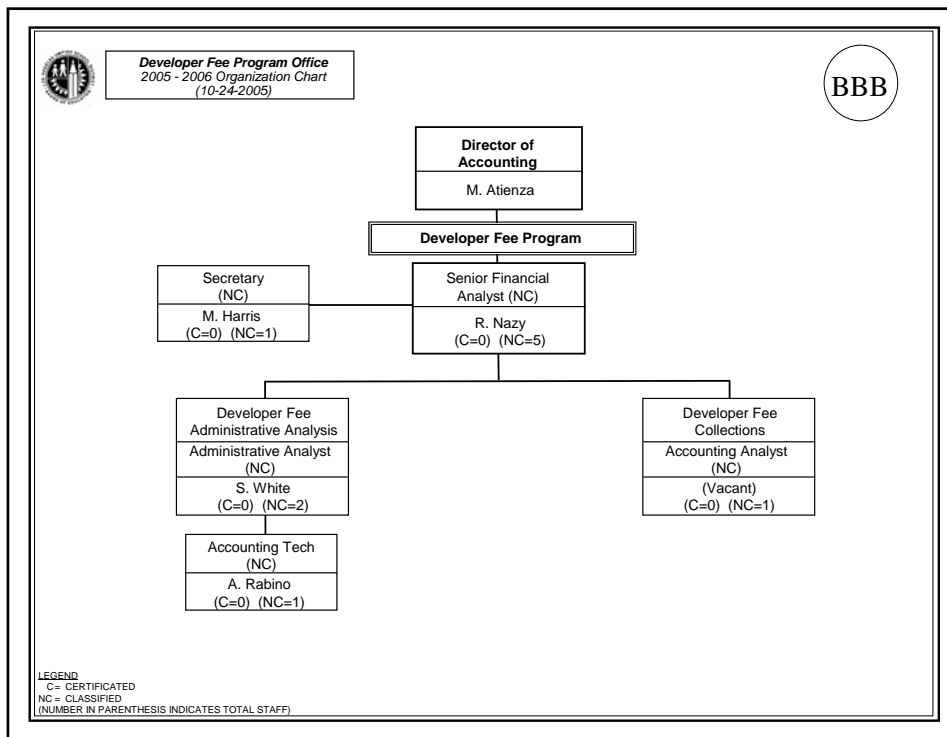 Developer Fee Program Office
2005 - 2006 Organization Chart
(10-24-2005)
BBB
Director of
Accounting
M. Atienza
Developer Fee Program
Secretary
(NC)
M. Harris
(C=0) (NC=1)
Senior Financial
Analyst (NC)
R. Nazy
(C=0) (NC=5)
Developer Fee
Administrative Analysis
Administrative Analyst
(NC)
S. White
(C=0) (NC=2)
Developer Fee
Collections
Accounting Analyst
(NC)
(Vacant)
(C=0) (NC=1)
Accounting Tech
(NC)
A. Rabino
(C=0) (NC=1)
LEGEND
C = CERTIFICATED
NC = CLASSIFIED
(NUMBER IN PARENTHESIS INDICATES TOTAL STAFF)